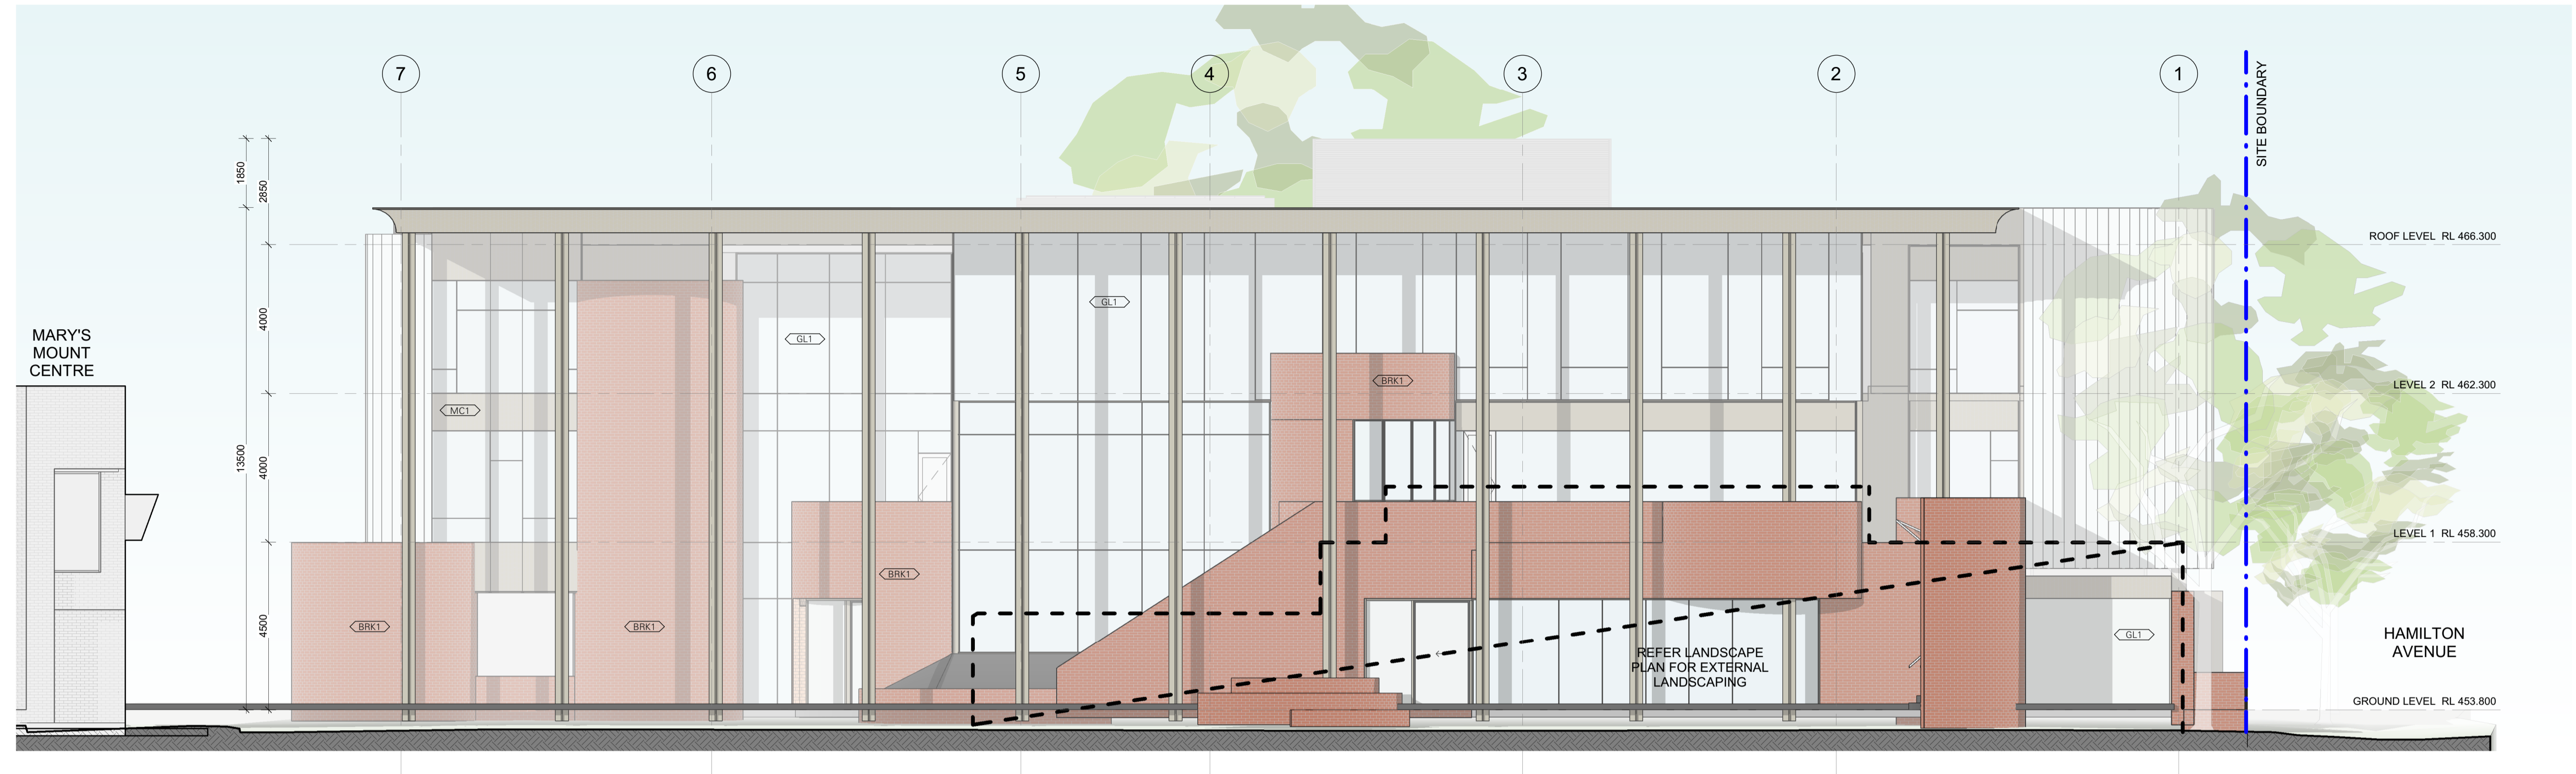 7
6
5
4
3
2
1
SITE BOUNDARY
1850
2850
ROOF LEVEL RL 466.300
GL1
4000
GL1
MARY'S
MOUNT
CENTRE
BRK1
LEVEL 2 RL 462.300
MC1
13500
4000
LEVEL 1 RL 458.300
BRK1
4500
BRK1
BRK1
GL1
HAMILTON
AVENUE
REFER LANDSCAPE
PLAN FOR EXTERNAL
LANDSCAPING
GROUND LEVEL RL 453.800